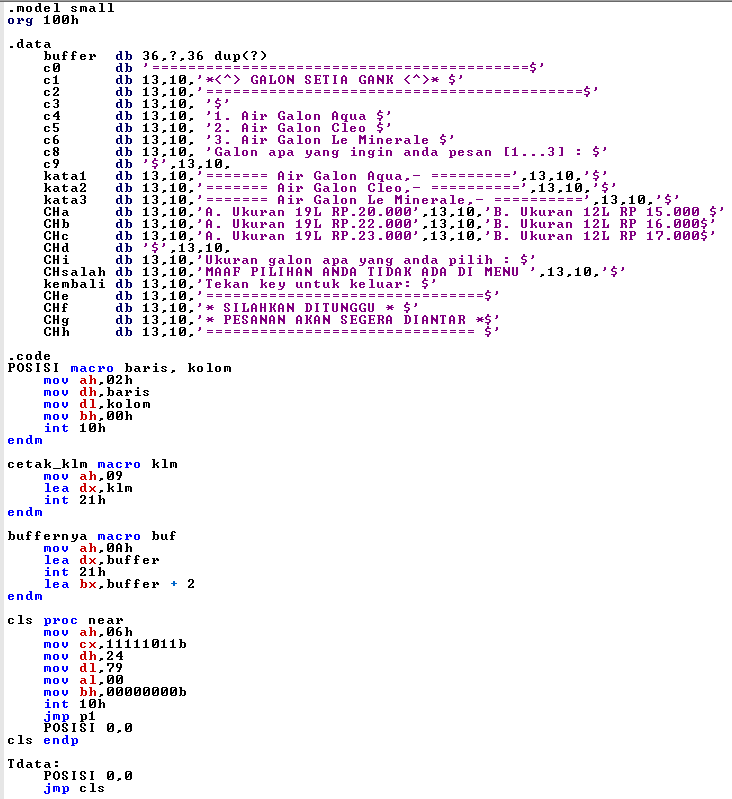 .model small
org 100h
.data
buffer db 36,?,36 dup(?)
c0 db '==========================================$'
c1 db 13,10,'*<^> GALON SETIA GANK <^>* $'
c2 db 13,10,'==========================================$'
c3 db 13,10, '$'
c4 db 13,10, '1. Air Galon Aqua $'
c5 db 13,10, '2. Air Galon Cleo $'
c6 db 13,10, '3. Air Galon Le Minerale $'
c8 db 13,10, 'Galon apa yang ingin anda pesan [1...3] : $'
c9 db '$',13,10,
kata1 db 13,10,'======= Air Galon Aqua,- =========',13,10,'$'
kata2 db 13,10,'======= Air Galon Cleo,- ==========',13,10,'$'
kata3 db 13,10,'======= Air Galon Le Minerale,- ==========',13,10,'$'
CHa db 13,10,'A. Ukuran 19L RP.20.000',13,10,'B. Ukuran 12L RP 15.000 $'
CHb db 13,10,'A. Ukuran 19L RP.22.000',13,10,'B. Ukuran 12L RP 16.000$'
CHc db 13,10,'A. Ukuran 19L RP.23.000',13,10,'B. Ukuran 12L RP 17.000$'
CHd db '$',13,10,
CHi db 13,10,'Ukuran galon apa yang anda pilih : $'
CHsalah db 13,10,'MAAF PILIHAN ANDA TIDAK ADA DI MENU ',13,10,'$'
kembali db 13,10,'Tekan key untuk keluar: $'
CHe db 13,10,'===============================$'
CHf db 13,10,'* SILAHKAN DITUNGGU * $'
CHg db 13,10,'* PESANAN AKAN SEGERA DIANTAR *$'
CHh db 13,10,'============================== $'
.code
POSISI macro baris, kolom
mov ah,02h
mov dh,baris
mov dl,kolom
mov bh,00h
int 10h
endm
cetak_klm macro klm
mov ah,09
lea dx,klm
int 21h
endm
buffernya macro buf
mov ah,0Ah
lea dx,buffer
int 21h
lea bx,buffer + 2
endm
cls proc near
mov ah,06h
mov cx,11111011b
mov dh,24
mov dl,79
mov al,00
mov bh,00000000b
int 10h
jmp p1
POSISI 0,0
cls endp
Tdata:
POSISI 0,0
jmp cls